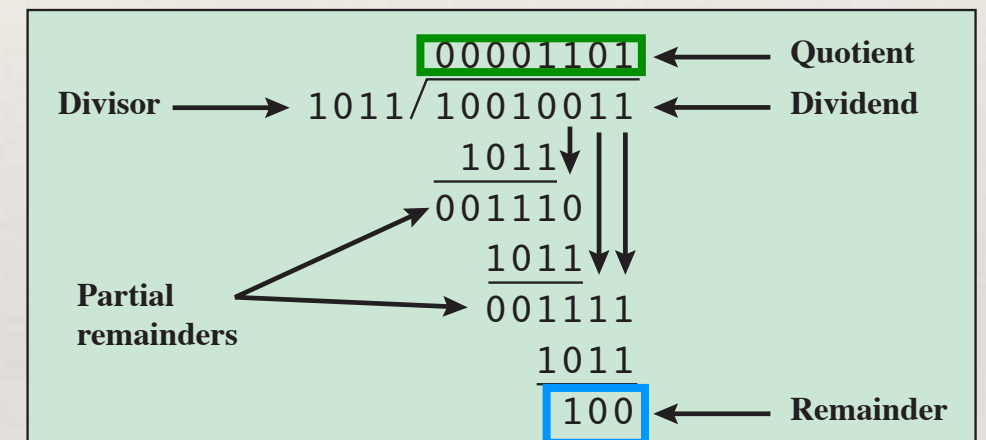 00001101 Quotient
Divisor 1011 10010011 Dividend
1011
001110
1011
Partial
remainders
001111
1011
100 Remainder